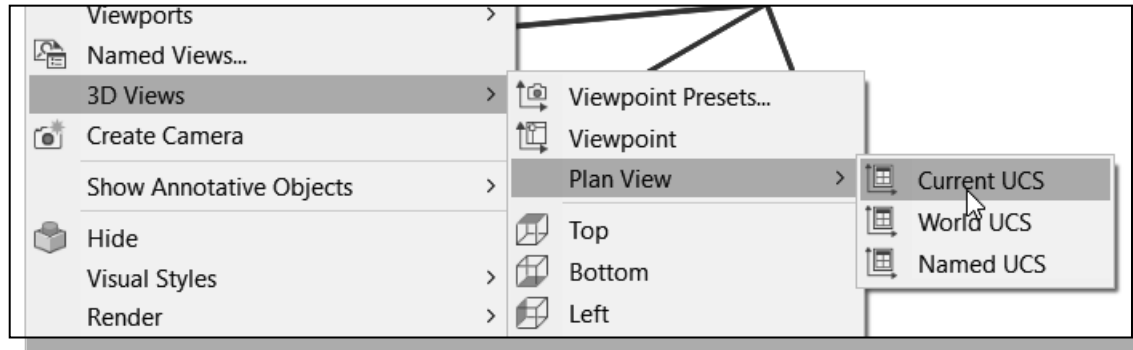 Viewports
Named Views...
3D Views
Create Camera
Show Annotative Objects
Hide
Visual Styles
Render
Viewpoint Presets...
Viewpoint
Plan View
Top
Bottom
Left
Current UCS
World UCS
Named UCS